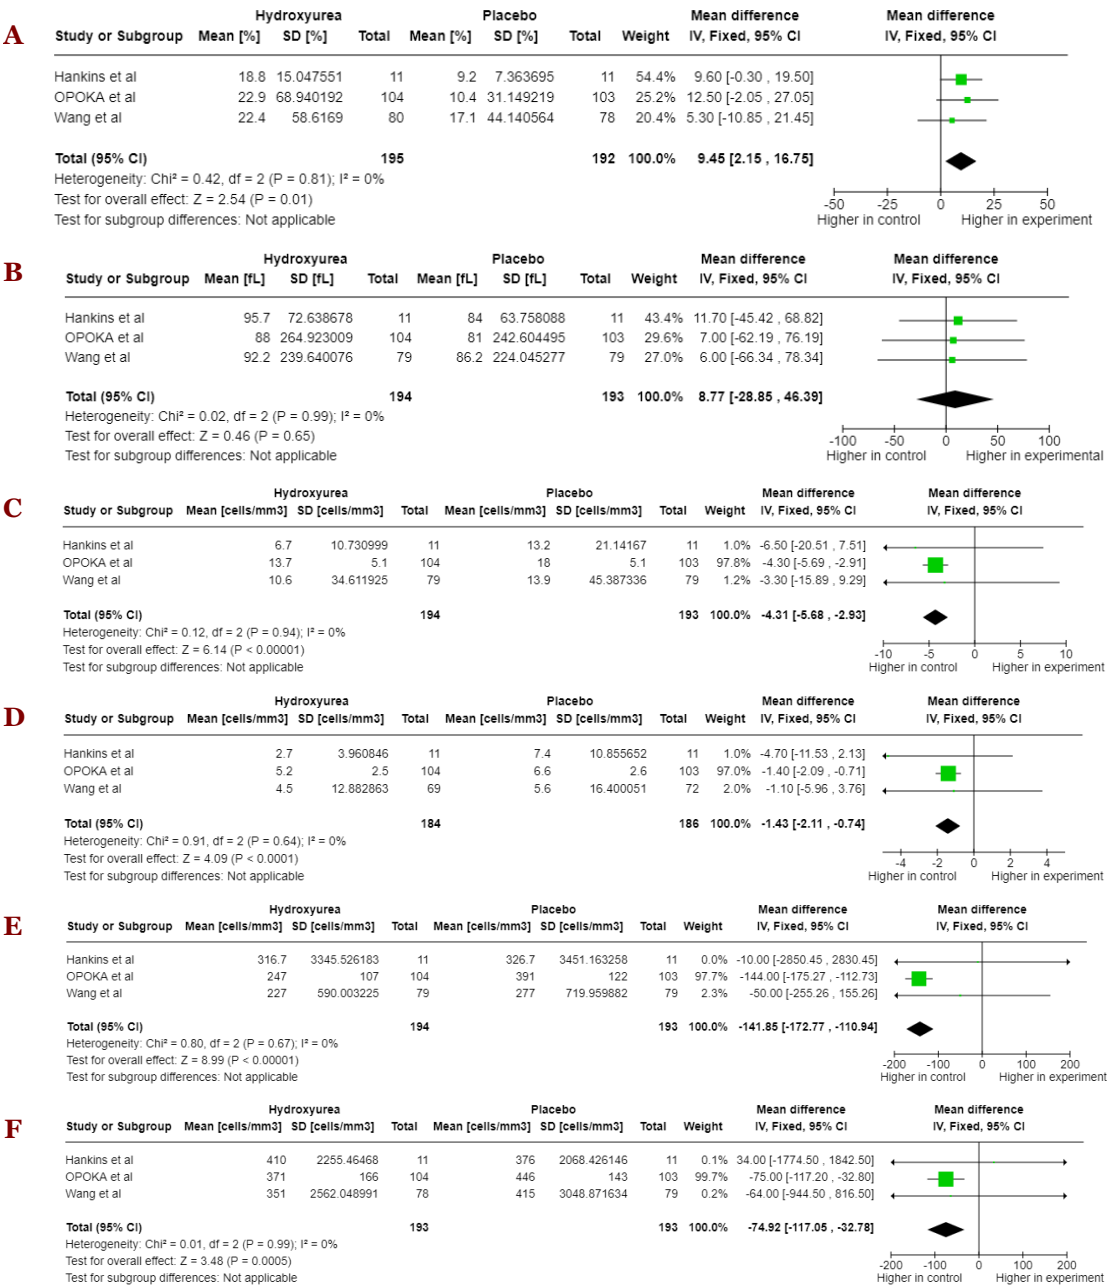 A
Hydroxyurea Placebo Mean difference Mean difference
Study or Subgroup Mean [%] SD [%] Total Mean [%] SD [%] Total Weight IV, Fixed, 95% CI IV, Fixed, 95% CI
Hankins et al 18.8 15.047551 11 9.2 7.363695 11 54.4% 9.60 [-0.30 , 19.50]
OPOKA et al 22.9 68.940192 104 10.4 31.149219 103 25.2% 12.50 [-2.05 , 27.05]
Wang et al 22.4 58.6169 80 17.1 44.140564 78 20.4% 5.30 [-10.85 , 21.45]
Total (95% CI) 195 192 100.0% 9.45 [2.15 , 16.75]
Heterogeneity: Chi² = 0.42, df = 2 (P = 0.81); I² = 0%
Test for overall effect: Z = 2.54 (P = 0.01)
Test for subgroup differences: Not applicable
-50 -25 0 25 50
Higher in control Higher in experiment
B
Hydroxyurea Placebo Mean difference Mean difference
Study or Subgroup Mean [fL] SD [fL] Total Mean [fL] SD [fL] Total Weight IV, Fixed, 95% CI IV, Fixed, 95% CI
Hankins et al 95.7 72.638678 11 84 63.758088 11 43.4% 11.70 [-45.42 , 68.82]
OPOKA et al 88 264.923009 104 81 242.604495 103 29.6% 7.00 [-62.19 , 76.19]
Wang et al 92.2 239.640076 79 86.2 224.045277 79 27.0% 6.00 [-66.34 , 78.34]
Total (95% CI) 194 193 100.0% 8.77 [-28.85 , 46.39]
Heterogeneity: Chi² = 0.02, df = 2 (P = 0.99); I² = 0%
Test for overall effect: Z = 0.46 (P = 0.65)
Test for subgroup differences: Not applicable
-100 -50 0 50 100
Higher in control Higher in experimental
C
Hydroxyurea Placebo Mean difference Mean difference
Study or Subgroup Mean [cells/mm3] SD [cells/mm3] Total Mean [cells/mm3] SD [cells/mm3] Total Weight IV, Fixed, 95% CI IV, Fixed, 95% CI
Hankins et al 6.7 10.730999 11 13.2 21.14167 11 1.0% -6.50 [-20.51 , 7.51]
OPOKA et al 13.7 5.1 104 18 5.1 103 97.8% -4.30 [-5.69 , -2.91]
Wang et al 10.6 34.611925 79 13.9 45.387336 79 1.2% -3.30 [-15.89 , 9.29]
Total (95% CI) 194 193 100.0% -4.31 [-5.68 , -2.93]
Heterogeneity: Chi² = 0.12, df = 2 (P = 0.94); I² = 0%
Test for overall effect: Z = 6.14 (P < 0.00001)
Test for subgroup differences: Not applicable
-10 -5 0 5 10
Higher in control Higher in experiment
D
Hydroxyurea Placebo Mean difference Mean difference
Study or Subgroup Mean [cells/mm3] SD [cells/mm3] Total Mean [cells/mm3] SD [cells/mm3] Total Weight IV, Fixed, 95% CI IV, Fixed, 95% CI
Hankins et al 2.7 3.960846 11 7.4 10.855652 11 1.0% -4.70 [-11.53 , 2.13]
OPOKA et al 5.2 2.5 104 6.6 2.6 103 97.0% -1.40 [-2.09 , -0.71]
Wang et al 4.5 12.882863 69 5.6 16.400051 72 2.0% -1.10 [-5.96 , 3.76]
Total (95% CI) 184 186 100.0% -1.43 [-2.11 , -0.74]
Heterogeneity: Chi² = 0.91, df = 2 (P = 0.64); I² = 0%
Test for overall effect: Z = 4.09 (P < 0.0001)
Test for subgroup differences: Not applicable
-4 -2 0 2 4
Higher in control Higher in experiment
E
Hydroxyurea Placebo Mean difference Mean difference
Study or Subgroup Mean [cells/mm3] SD [cells/mm3] Total Mean [cells/mm3] SD [cells/mm3] Total Weight IV, Fixed, 95% CI IV, Fixed, 95% CI
Hankins et al 316.7 3345.526183 11 326.7 3451.163258 11 0.0% -10.00 [-2850.45 , 2830.45]
OPOKA et al 247 107 104 391 122 103 97.7% -144.00 [-175.27 , -112.73]
Wang et al 227 590.003225 79 277 719.959882 79 2.3% -50.00 [-255.26 , 155.26]
Total (95% CI) 194 193 100.0% -141.85 [-172.77 , -110.94]
Heterogeneity: Chi² = 0.80, df = 2 (P = 0.67); I² = 0%
Test for overall effect: Z = 8.99 (P < 0.00001)
Test for subgroup differences: Not applicable
-200 -100 0 100 200
Higher in control Higher in experiment
F
Hydroxyurea Placebo Mean difference Mean difference
Study or Subgroup Mean [cells/mm3] SD [cells/mm3] Total Mean [cells/mm3] SD [cells/mm3] Total Weight IV, Fixed, 95% CI IV, Fixed, 95% CI
Hankins et al 410 2255.46468 11 376 2068.426146 11 0.1% 34.00 [-1774.50 , 1842.50]
OPOKA et al 371 166 104 446 143 103 99.7% -75.00 [-117.20 , -32.80]
Wang et al 351 2562.048991 78 415 3048.871634 79 0.2% -64.00 [-944.50 , 816.50]
Total (95% CI) 193 193 100.0% -74.92 [-117.05 , -32.78]
Heterogeneity: Chi² = 0.01, df = 2 (P = 0.99); I² = 0%
Test for overall effect: Z = 3.48 (P = 0.0005)
Test for subgroup differences: Not applicable
-200 -100 0 100 200
Higher in control Higher in experiment